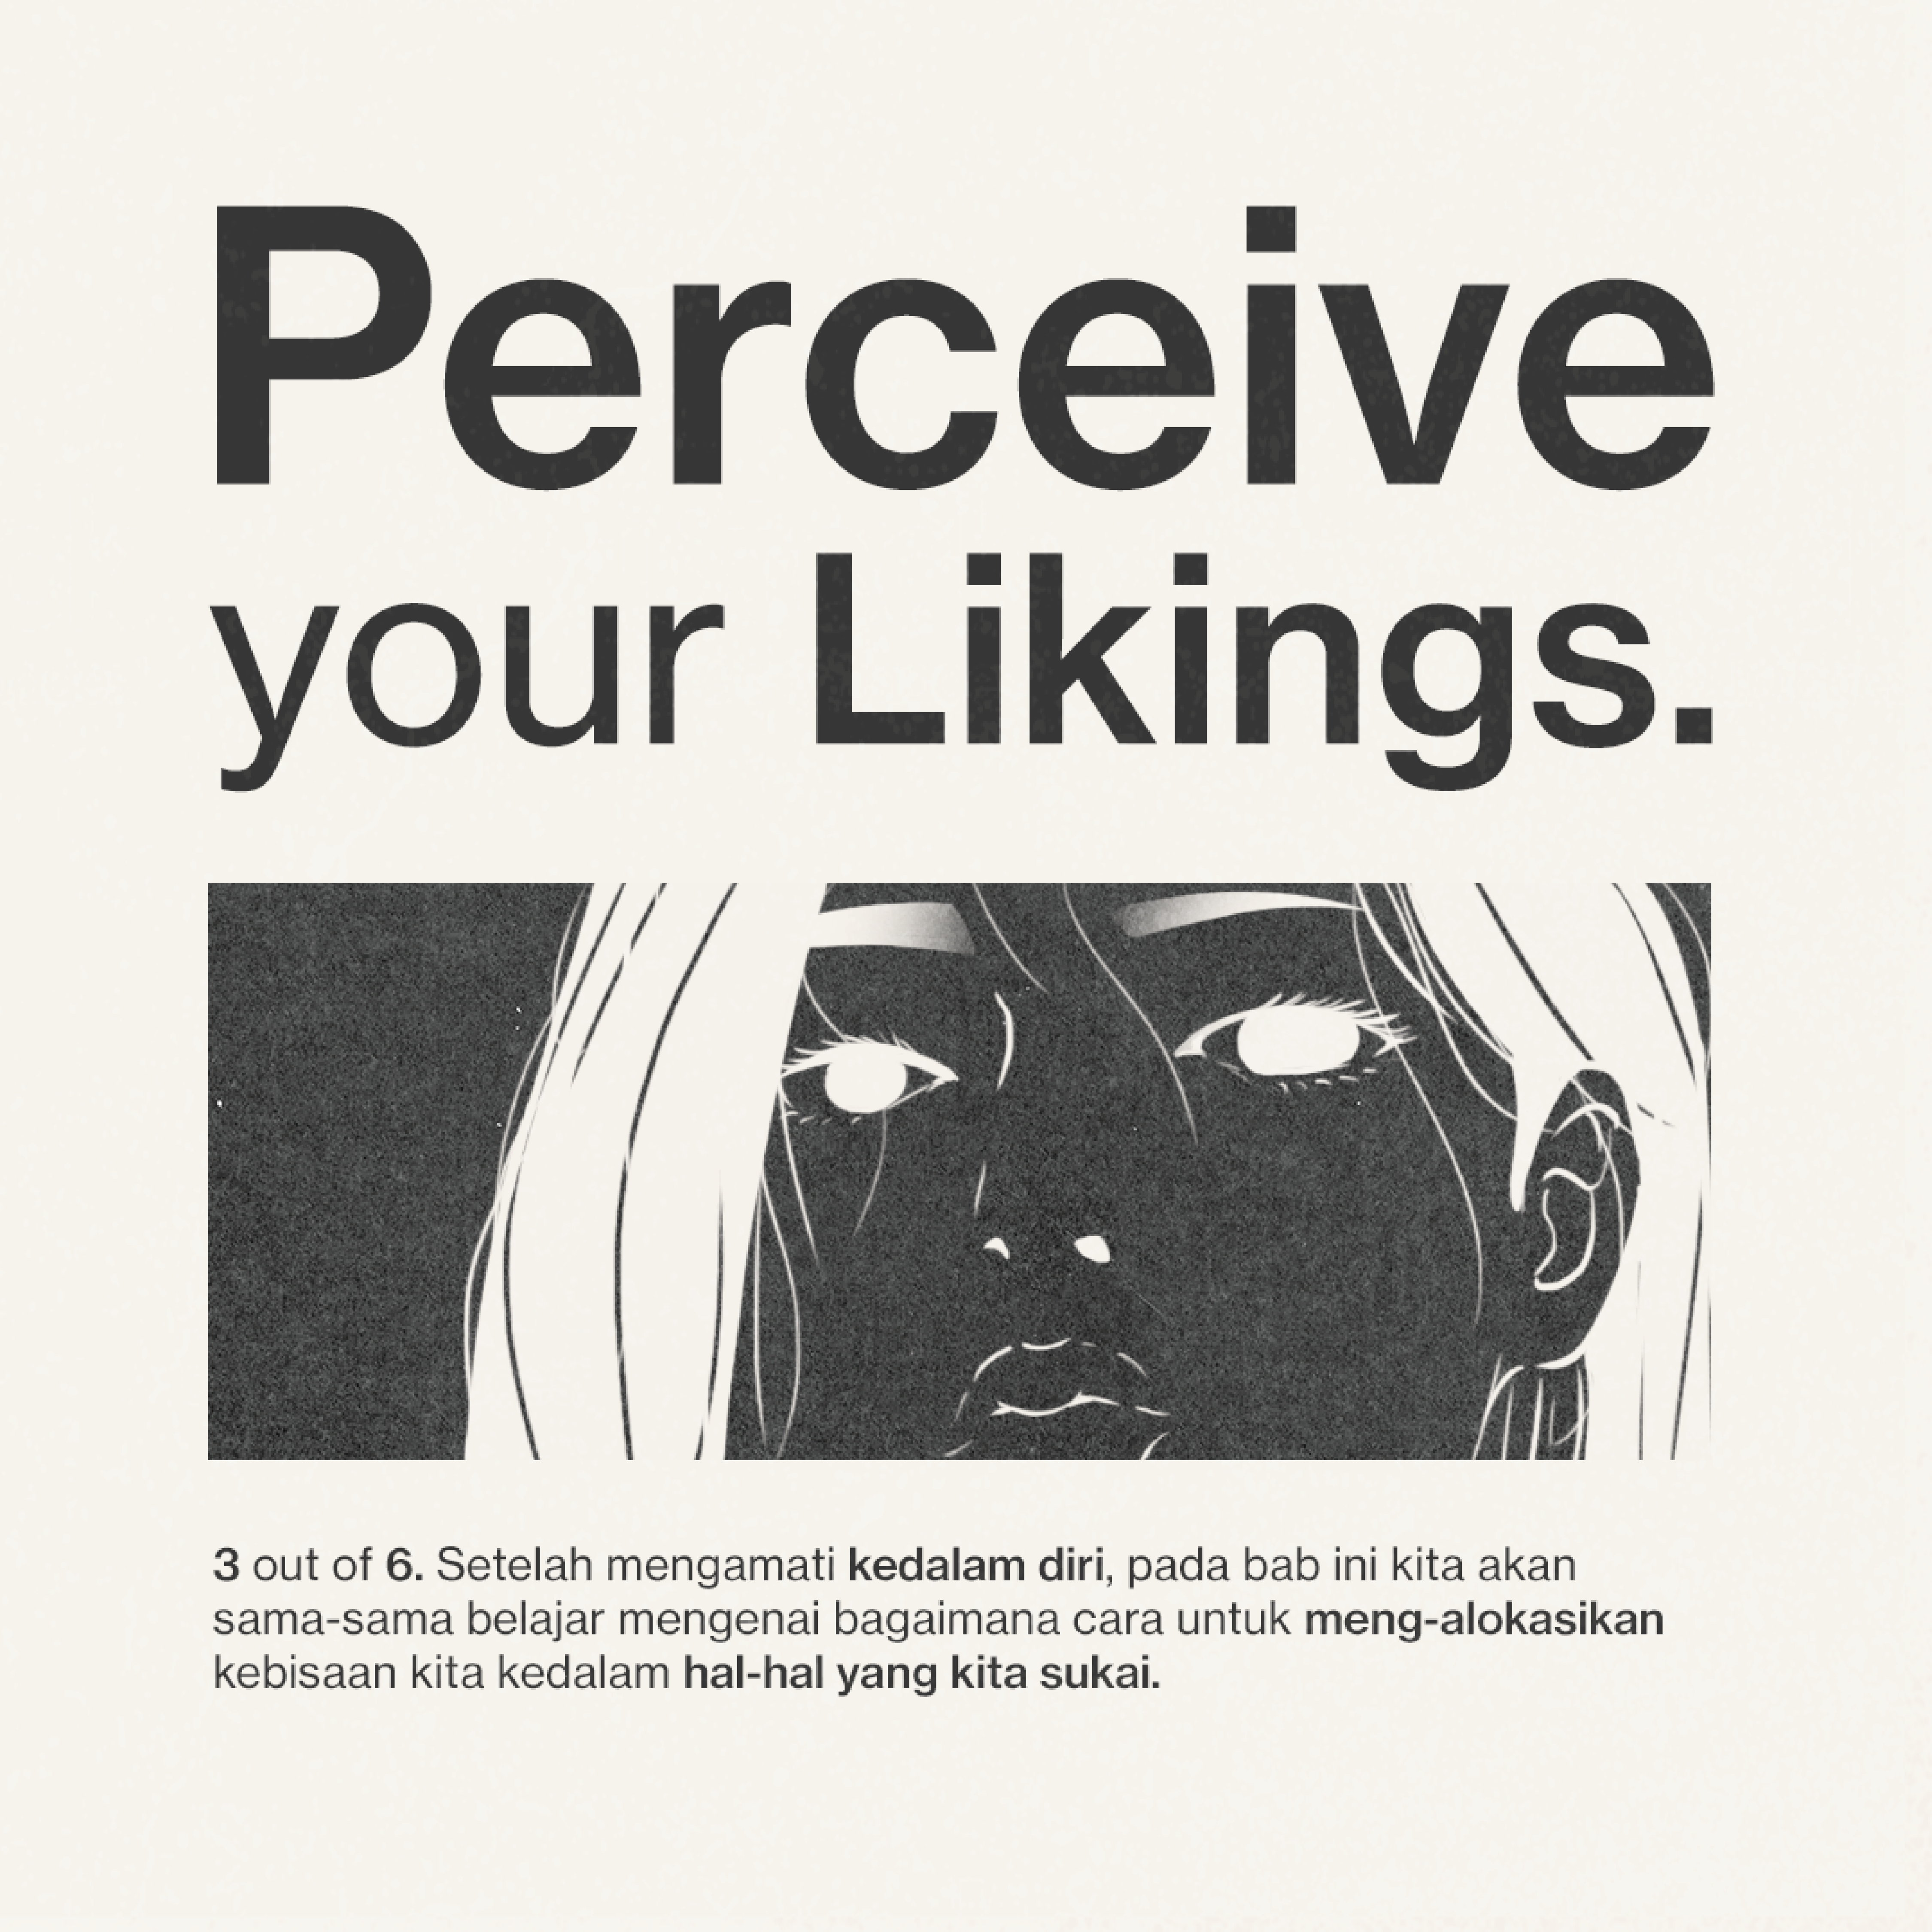 Perceive
your Likings.
3 out of 6. Setelah mengamati kedalam diri, pada bab ini kita akan
sama-sama belajar mengenai bagaimana cara untuk meng-alokasikan
kebisaan kita kedalam hal-hal yang kita sukai.